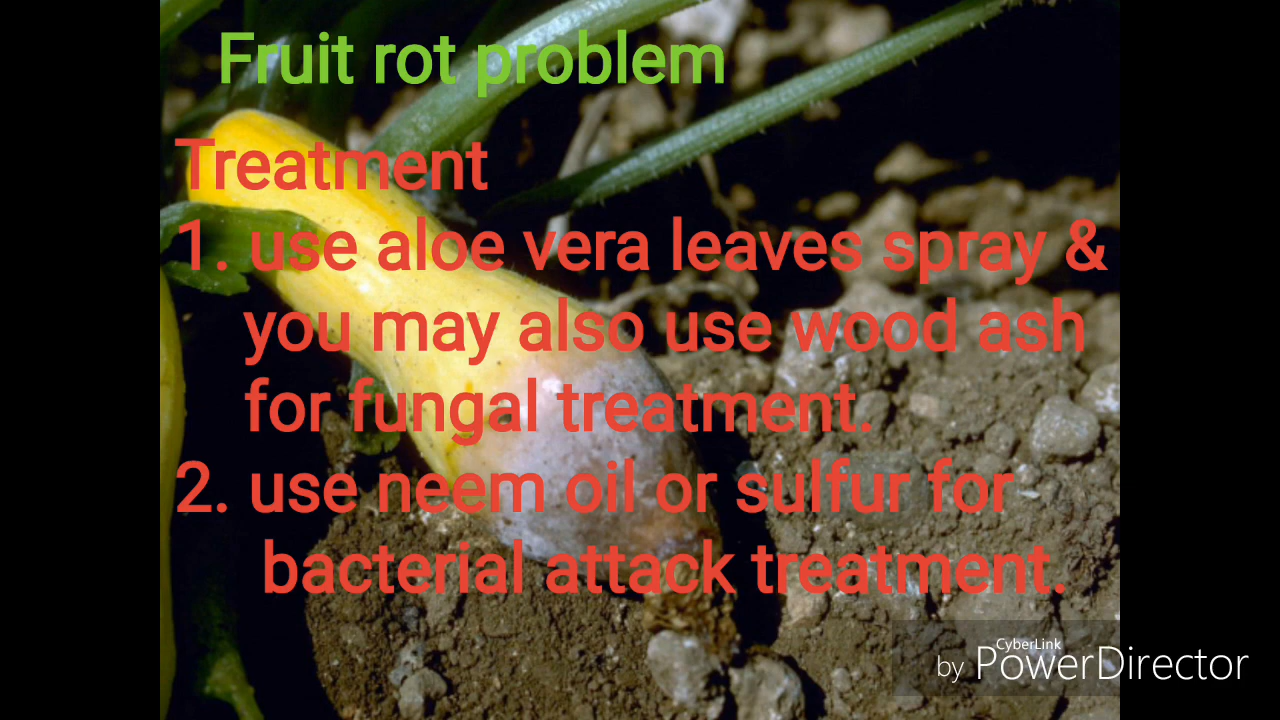 Fruit rot problem
Treatment
1. use aloe vera leaves spray &
you may also use wood ash
for fungal treatment.
2. use neem oil or sulfur for
bacterial attack treatment.
CyberLink
by PowerDirector